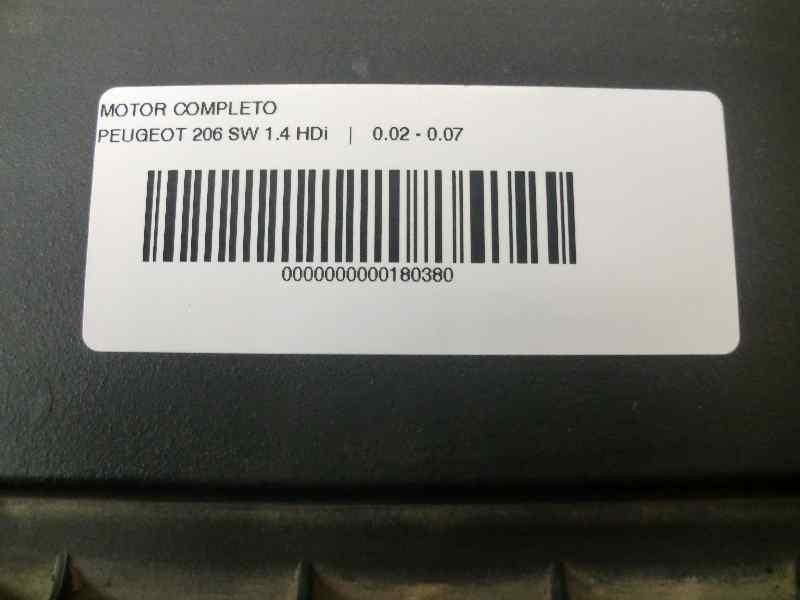 MOTOR COMPLETO
PEUGEOT 206 SW 1.4 HDi | 0.02 - 0.07
0000000000180380